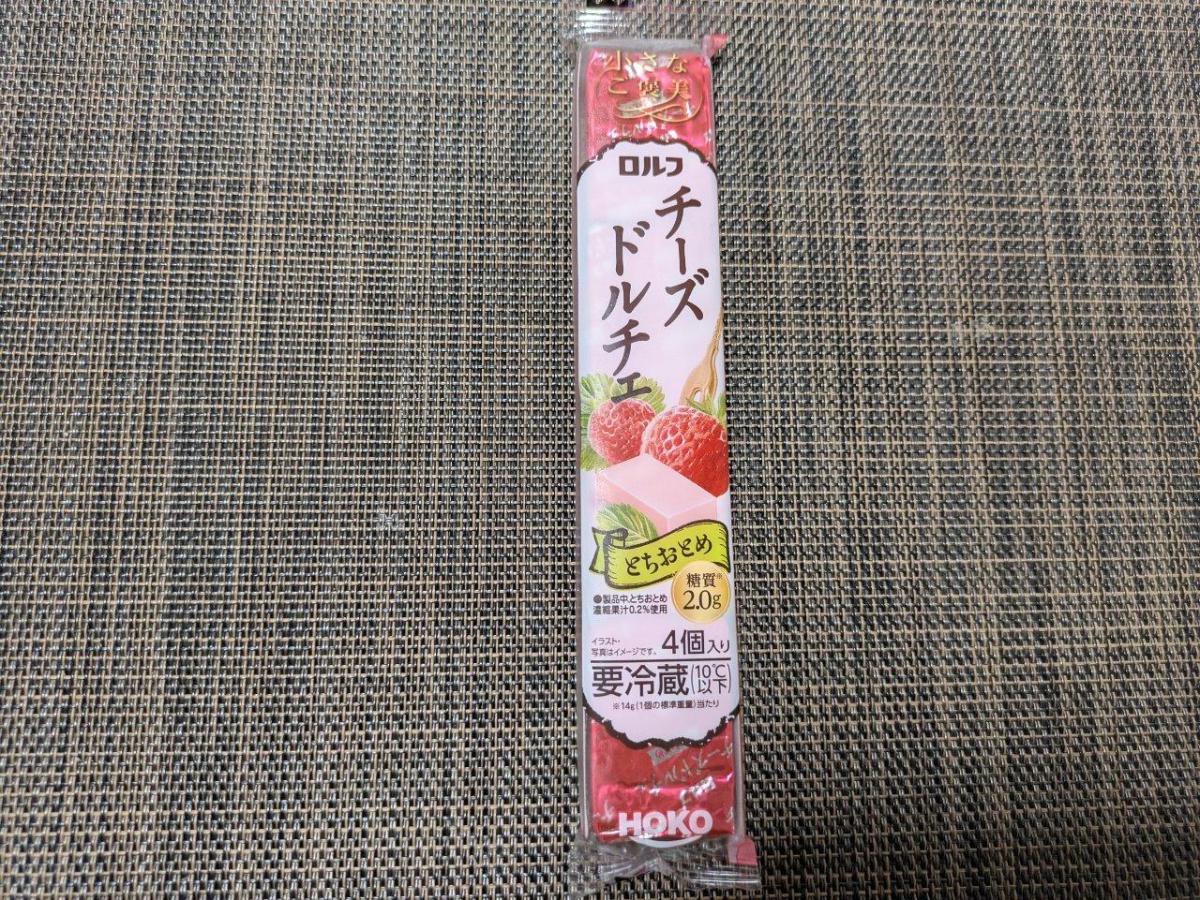 小さな
ご褒美
ロルフ
チーズ
ドルチェ
とちおとめ
糖質※
2.0g
●製品中、とちおとめ
濃縮果汁0.2%使用
イラスト・
写真はイメージです。
4個入り
要冷蔵(10℃以下)
※14g(1個の標準重量)当たり
HOKO